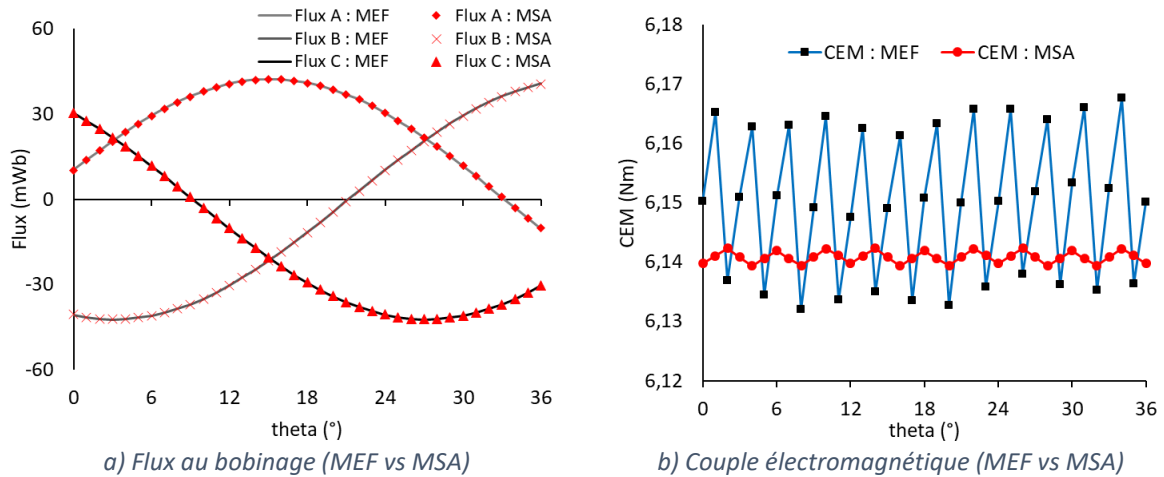 Flux A : MEF
Flux A : MSA
Flux B : MEF
Flux B : MSA
Flux C : MEF
Flux C : MSA
60
30
0
-30
-60
Flux (mWb)
0 6 12 18 24 30 36
theta (°)
a) Flux au bobinage (MEF vs MSA)
CEM : MEF
CEM : MSA
6,18
6,17
6,16
6,15
6,14
6,13
6,12
CEM (Nm)
0 6 12 18 24 30 36
theta (°)
b) Couple électromagnétique (MEF vs MSA)